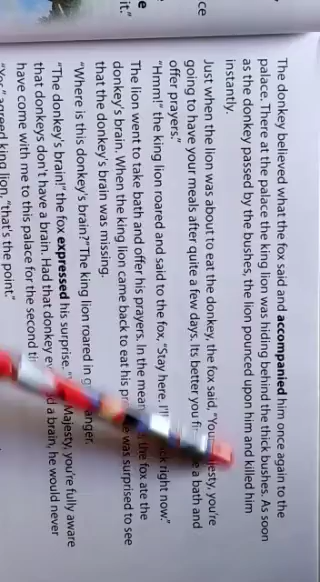 ce
The donkey believed what the fox said and accompanied him once again to the
palace. There at the palace the king lion was hiding behind the thick bushes. As soon
as the donkey passed by the bushes, the lion pounced upon him and killed him
instantly.
Just when the lion was about to eat the donkey, the fox said, "Your you're
going to have your meals after quite a few days. Its better you a bath and
offer prayers."
"Hmm!" the king lion roared and said to the fox, "Stay here. right now."
The lion went to take bath and offer his prayers. In the mean the fox ate the
donkey's brain. When the king lion came back to eat his was surprised to see
that the donkey's brain was missing.
"Where is this donkey's brain?" The king lion roared in anger.
"The donkey's brain!" the fox expressed his surprise. Majesty, you're fully aware
that donkeys don't have a brain. Had that donkey a brain, he would never
have come with me to this palace for the second
"Yes," agreed king lion, "that's the point."
e
it."